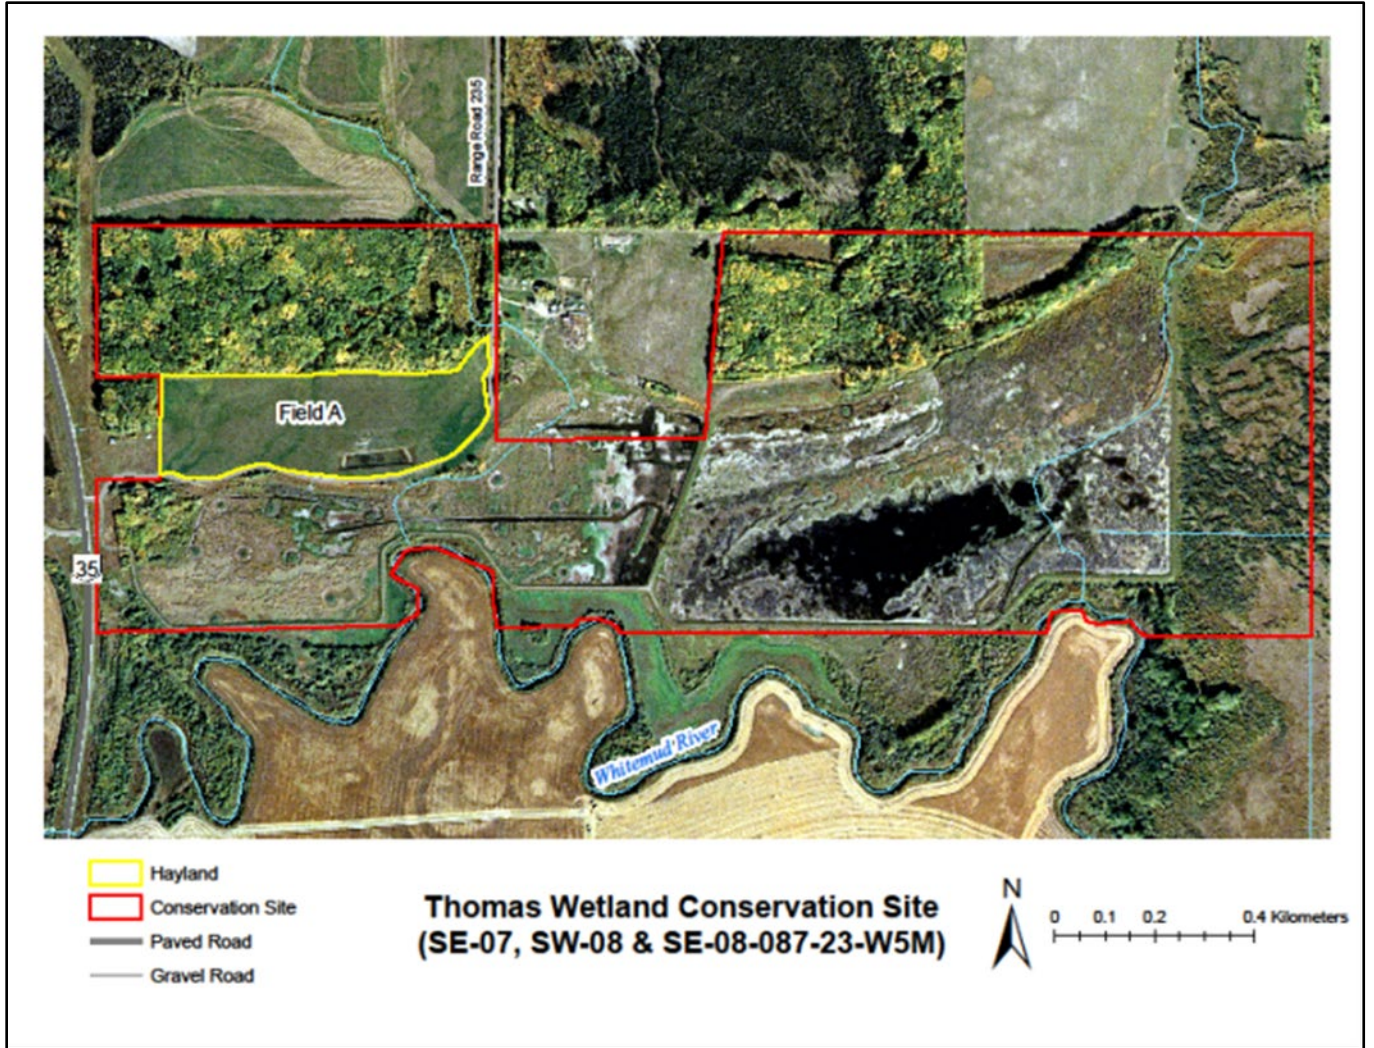 Range Road 235
Field A
35
Whitemud River
Hayland
Conservation Site
Paved Road
Gravel Road
Thomas Wetland Conservation Site
(SE-07, SW-08 & SE-08-087-23-W5M)
N
0 0.1 0.2 0.4 Kilometers